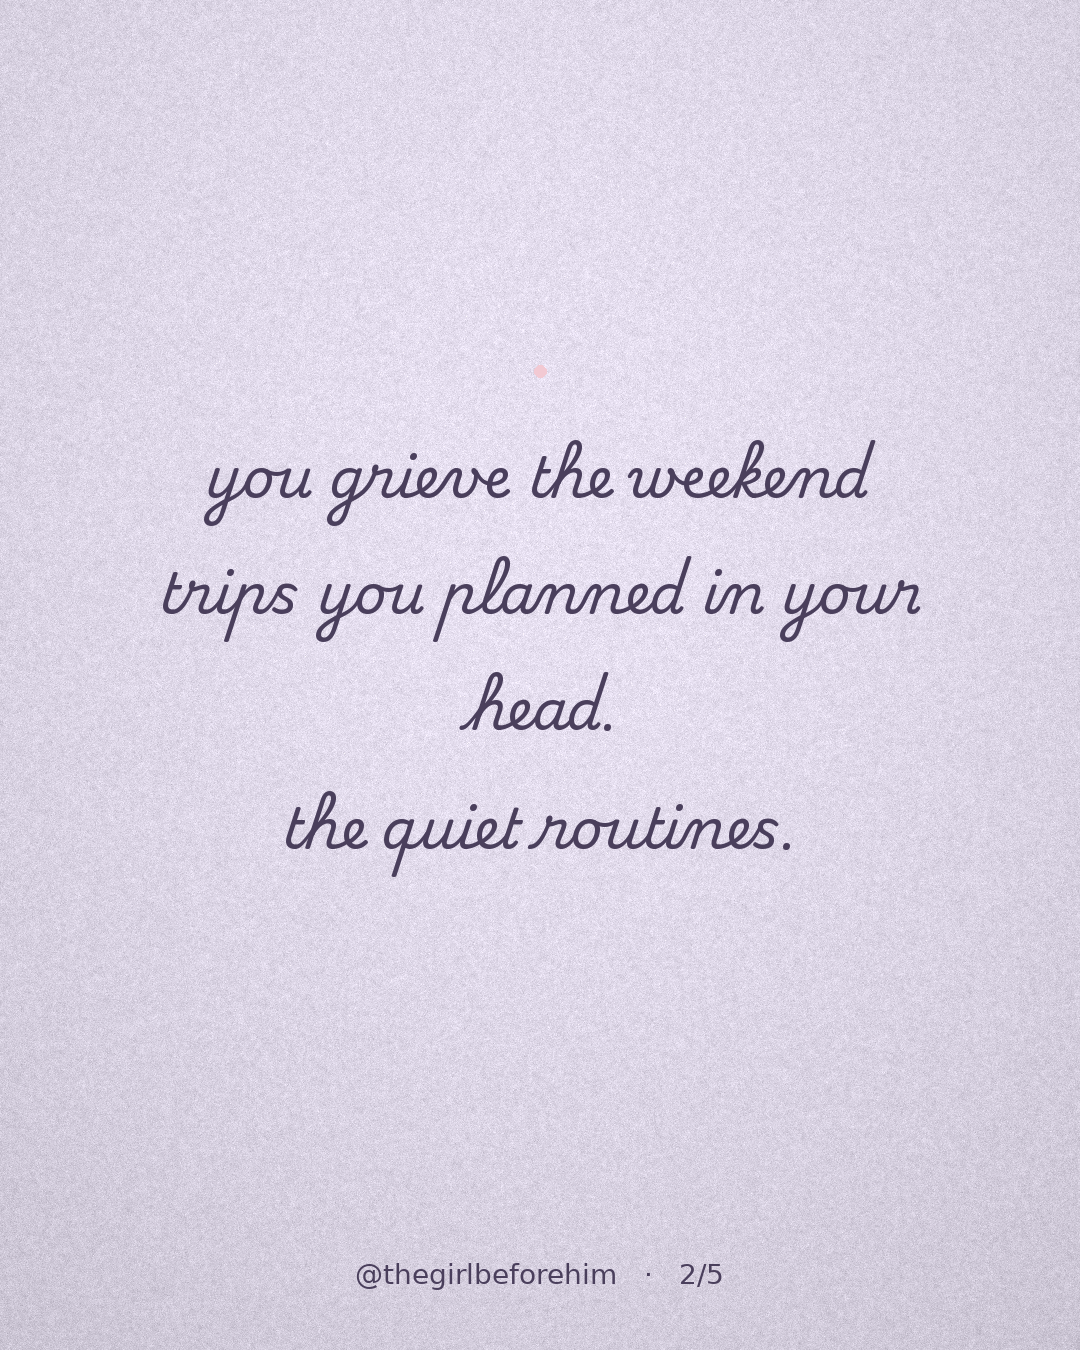 you grieve the weekend
trips you planned in your
head.
the quiet routines.
@thegirlbeforehim · 2/5